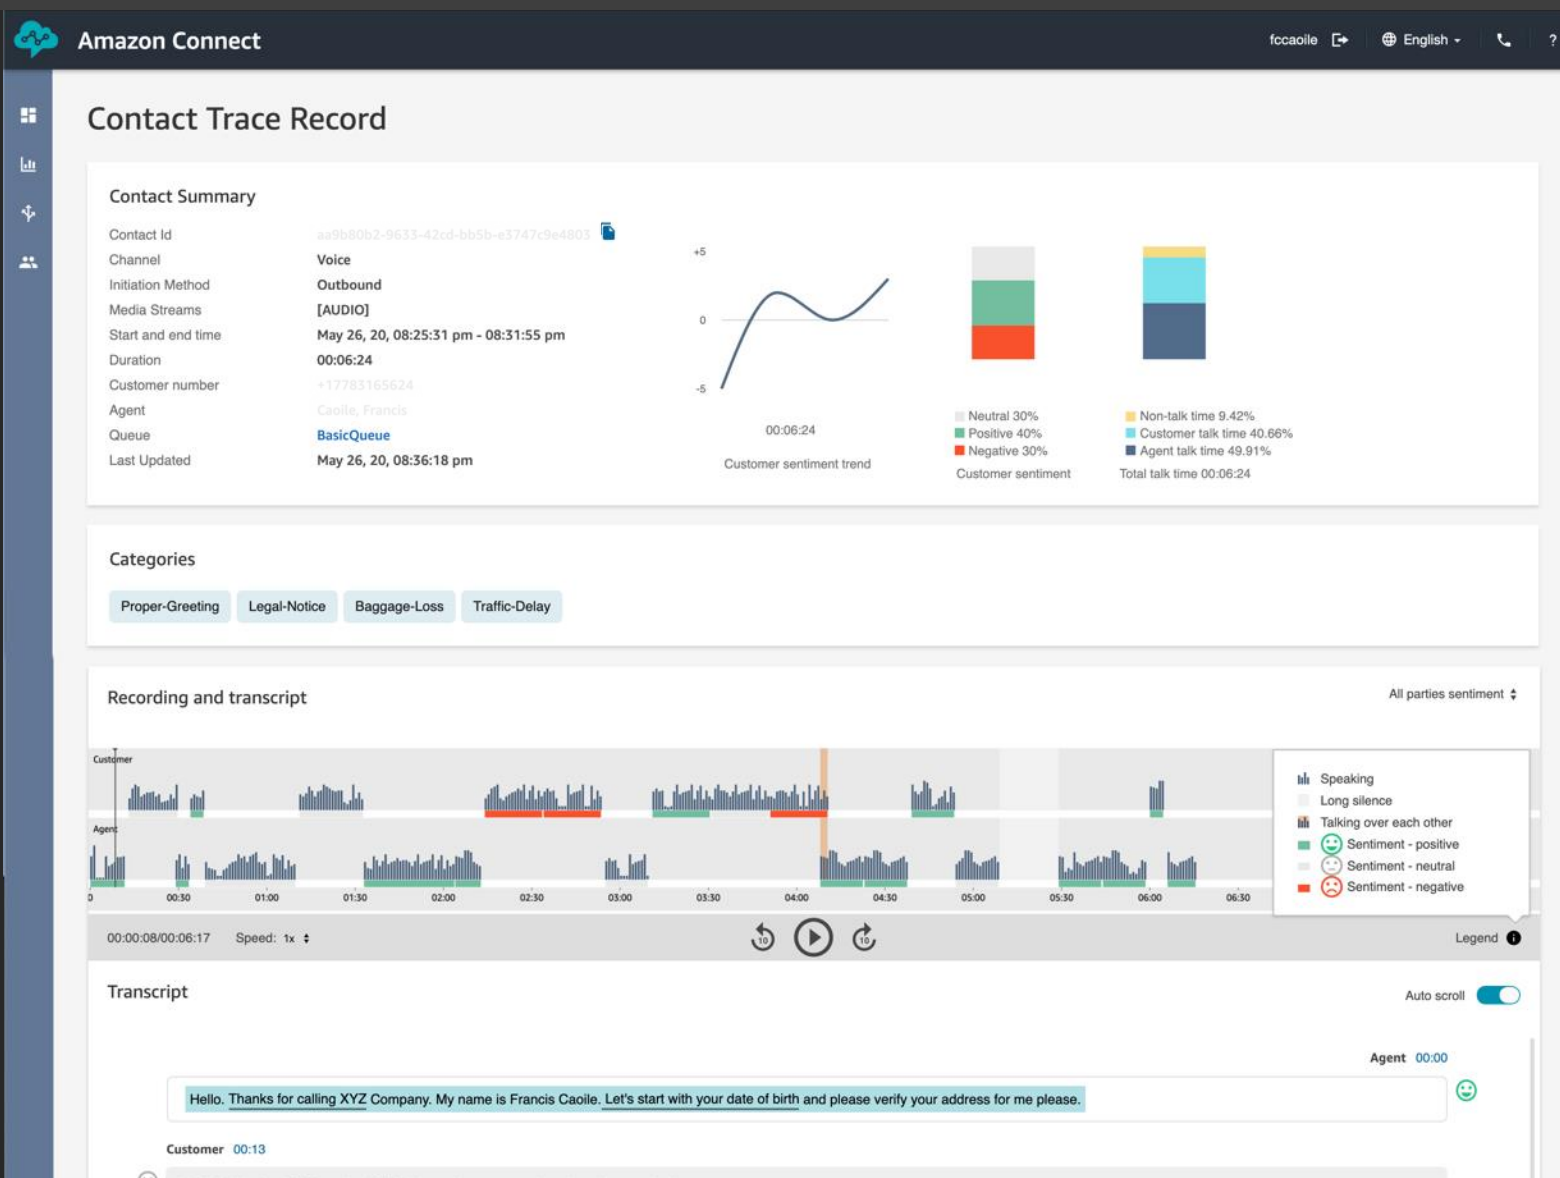 Amazon Connect
fccaoile
English
?
Contact Trace Record
Contact Summary
Contact Id aa9b80b2-9633-42cd-bb5b-e3747c9e4803
Channel Voice
Initiation Method Outbound
Media Streams [AUDIO]
Start and end time May 26, 20, 08:25:31 pm - 08:31:55 pm
Duration 00:06:24
Customer number +17783165624
Agent Caoile, Francis
Queue BasicQueue
Last Updated May 26, 20, 08:36:18 pm
+5
0
-5
00:06:24
Customer sentiment trend
Neutral 30%
Positive 40%
Negative 30%
Customer sentiment
Non-talk time 9.42%
Customer talk time 40.66%
Agent talk time 49.91%
Total talk time 00:06:24
Categories
Proper-Greeting Legal-Notice Baggage-Loss Traffic-Delay
Recording and transcript
All parties sentiment
Customer
Agent
0 00:30 01:00 01:30 02:00 02:30 03:00 03:30 04:00 04:30 05:00 05:30 06:00 06:30
Speaking
Long silence
Talking over each other
Sentiment - positive
Sentiment - neutral
Sentiment - negative
00:00:08/00:06:17 Speed: 1x
10 10
Legend
Transcript
Auto scroll
Agent 00:00
Hello. Thanks for calling XYZ Company. My name is Francis Caoile. Let's start with your date of birth and please verify your address for me please.
Customer 00:13